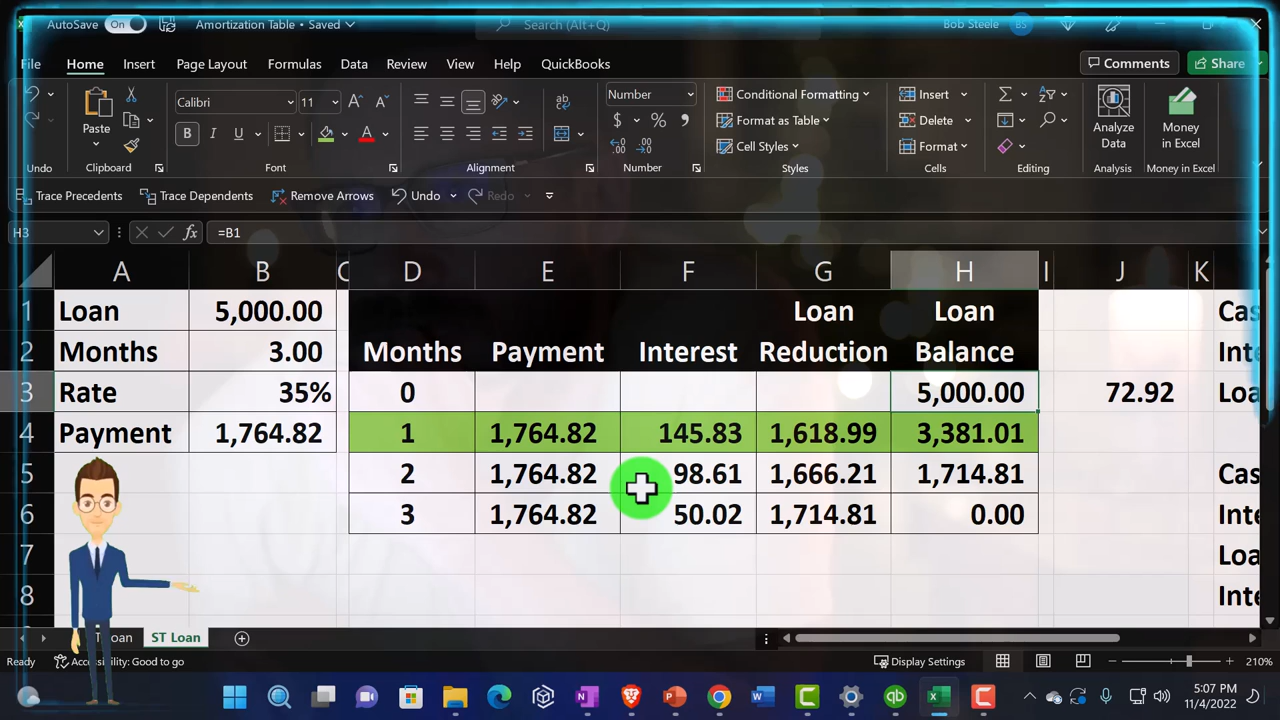 AutoSave On Amortization Table • Saved Search (Alt+Q) Bob Steele BS
File Home Insert Page Layout Formulas Data Review View Help QuickBooks Comments Share
Calibri 11 Number Conditional Formatting Insert
Paste B I U $ % Format as Table Delete Analyze Data Money in Excel
Cell Styles Format
Undo Clipboard Font Alignment Number Styles Cells Editing Analysis Money in Excel
Trace Precedents Trace Dependents Remove Arrows Undo Redo
H3 fx =B1
A B C D E F G H I J K
1 Loan 5,000.00 Loan Loan
2 Months 3.00 Months Payment Interest Reduction Balance
3 Rate 35% 0 5,000.00 72.92
4 Payment 1,764.82 1 1,764.82 145.83 1,618.99 3,381.01
5 2 1,764.82 98.61 1,666.21 1,714.81
6 3 1,764.82 50.02 1,714.81 0.00
7
8
ST Loan
Ready Accessibility: Good to go Display Settings 210%
5:07 PM
11/4/2022